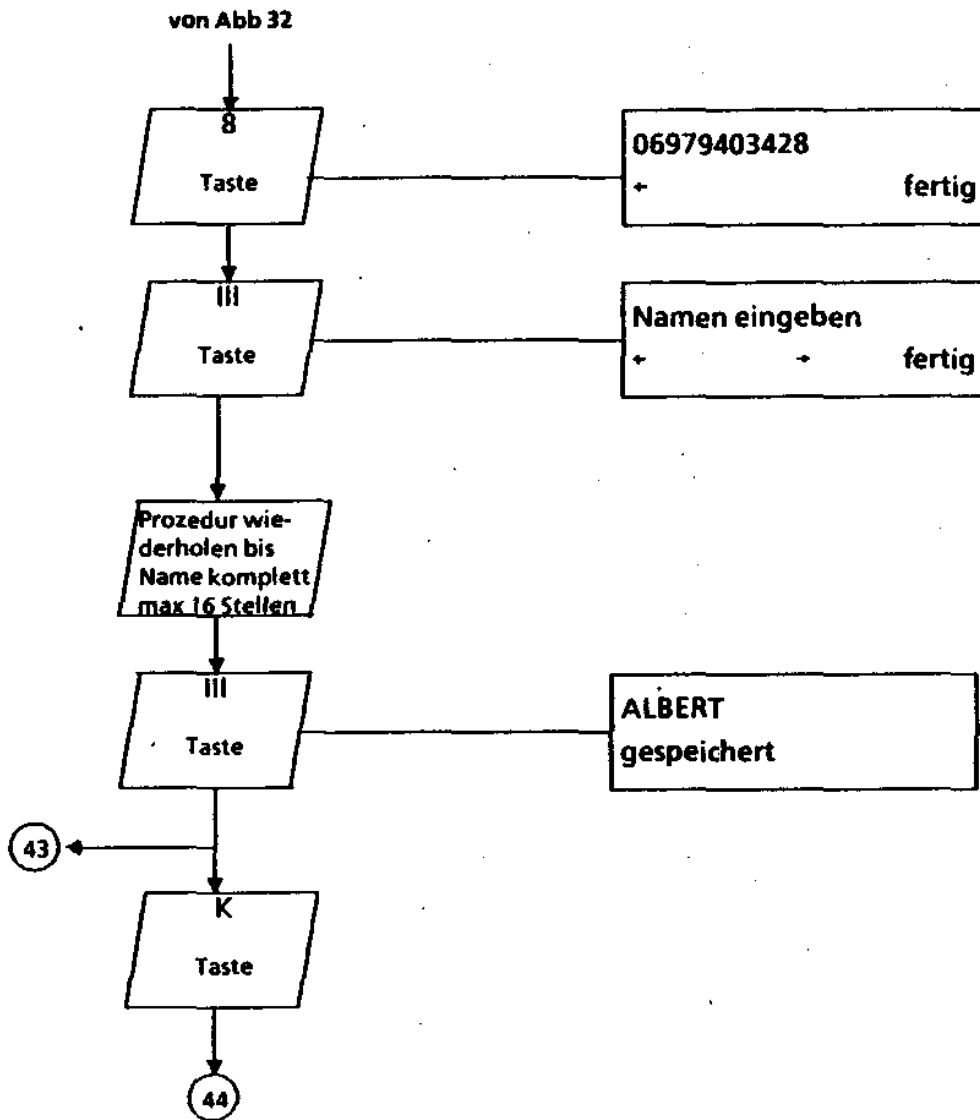 von Abb 32
8
Taste
06979403428
← fertig
III
Taste
Namen eingeben
← → fertig
Prozedur wie-
derholen bis
Name komplett
max 16 Stellen
III
Taste
ALBERT
gespeichert
43
K
Taste
44